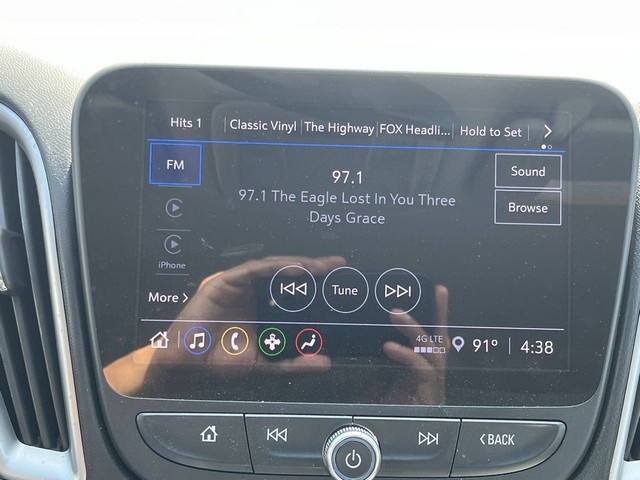 Hits 1 Classic Vinyl The Highway FOX Headli... Hold to Set
FM
97.1
Sound
97.1 The Eagle Lost In You Three
Days Grace
Browse
iPhone
More
Tune
4G LTE
91° 4:38
BACK